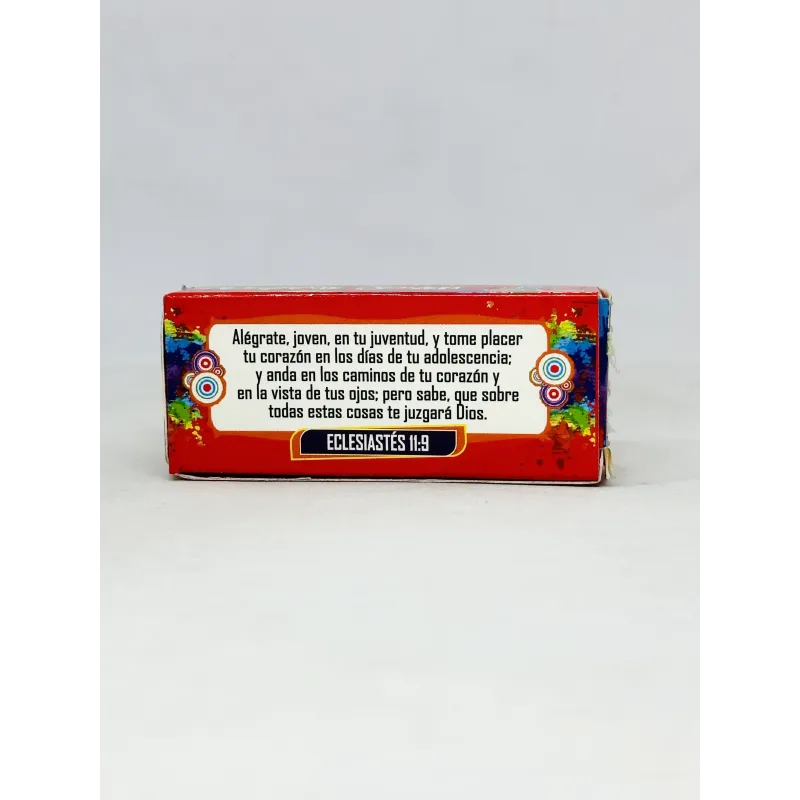 Alégrate, joven, en tu juventud, y tome placer
tu corazón en los días de tu adolescencia;
y anda en los caminos de tu corazón y
en la vista de tus ojos; pero sabe, que sobre
todas estas cosas te juzgará Dios.
ECLESIASTÉS 11:9